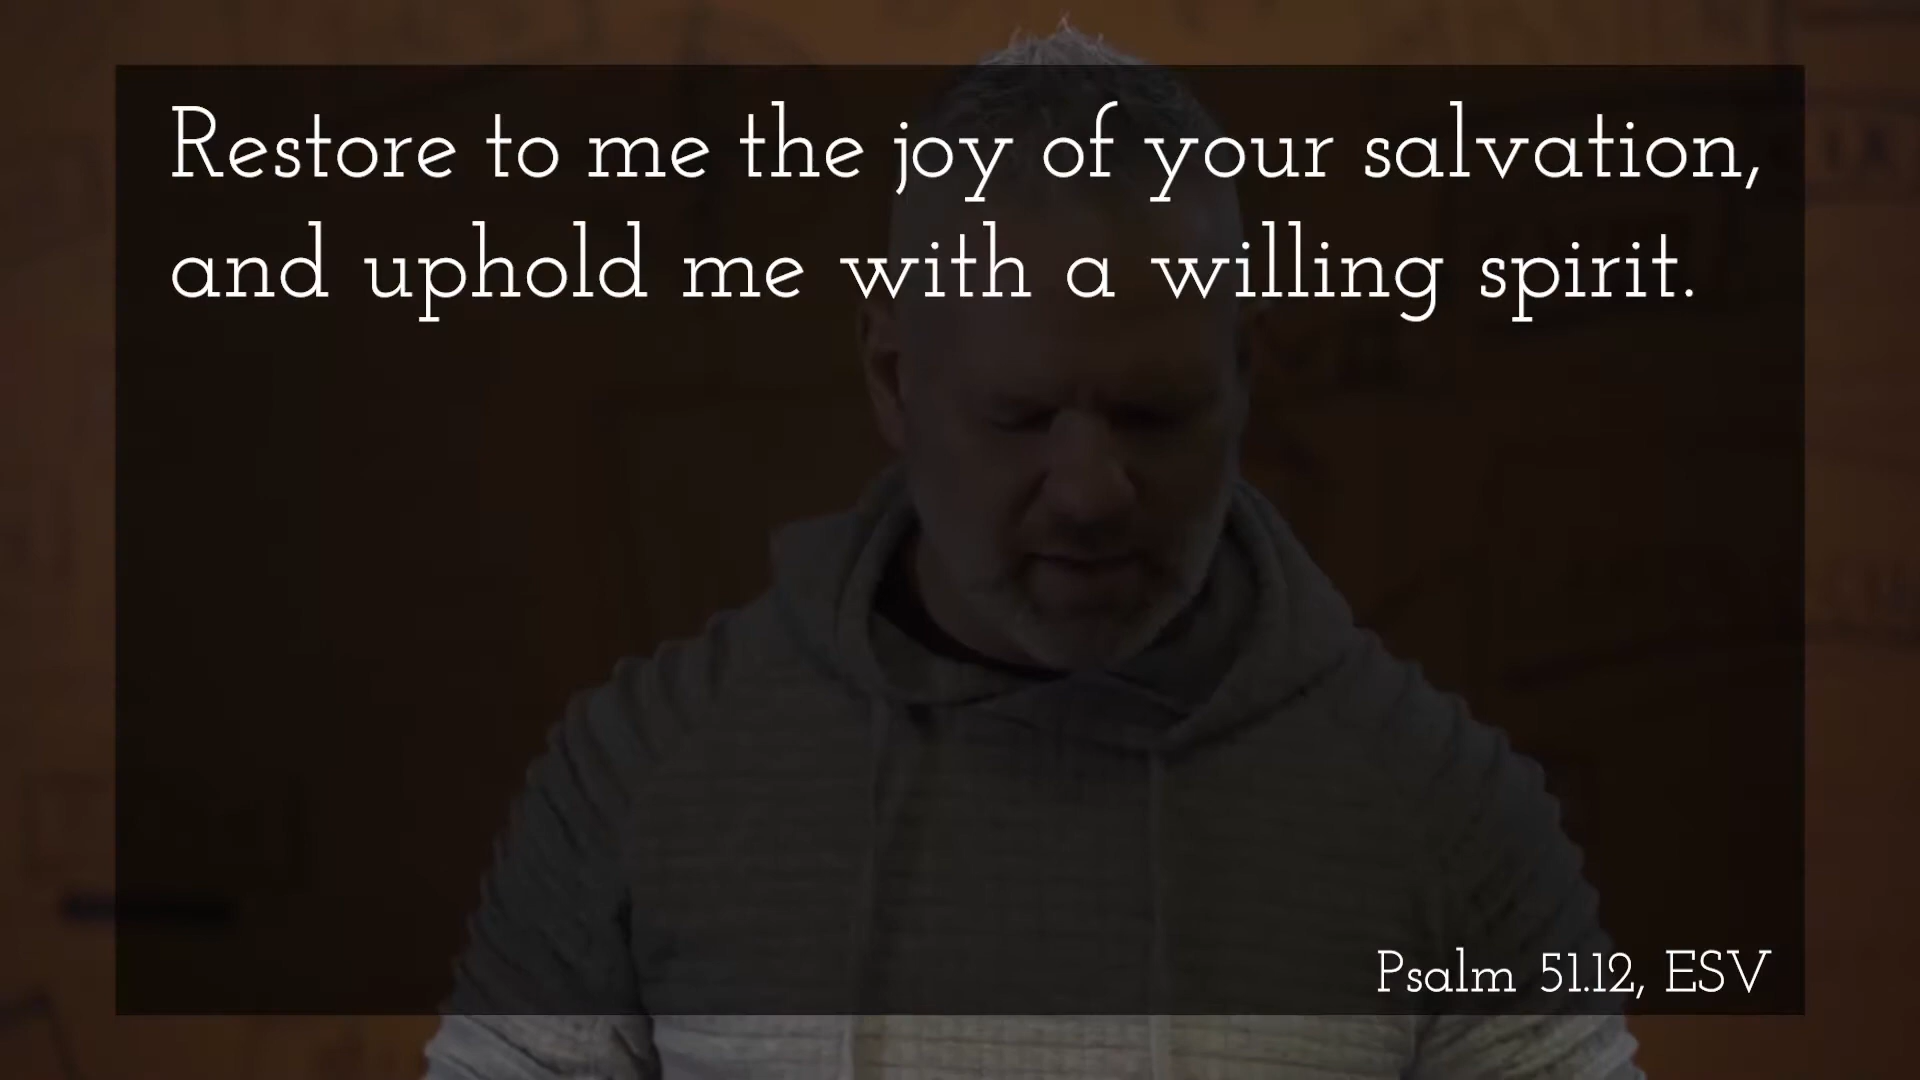 Restore to me the joy of your salvation,
and uphold me with a willing spirit.
Psalm 51.12, ESV